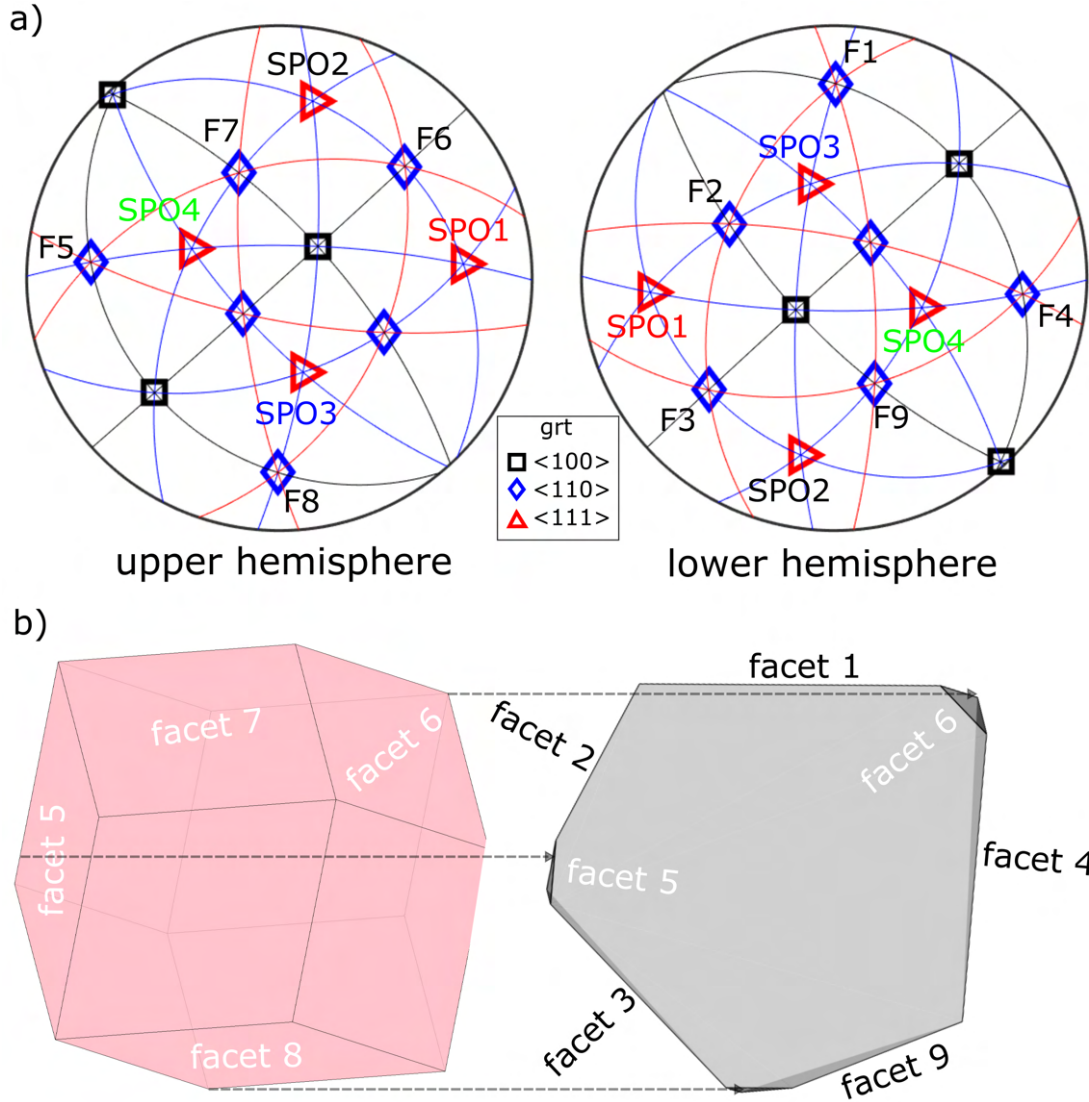 a)
SPO2
F7
F6
SPO4
SPO1
F5
SPO3
F8
upper hemisphere
F1
SPO3
F2
SPO1
SPO4
F4
F3
F9
SPO2
lower hemisphere
grt
<100>
<110>
<111>
b)
facet 7
facet 6
facet 5
facet 8
facet 1
facet 2
facet 6
facet 5
facet 4
facet 3
facet 9